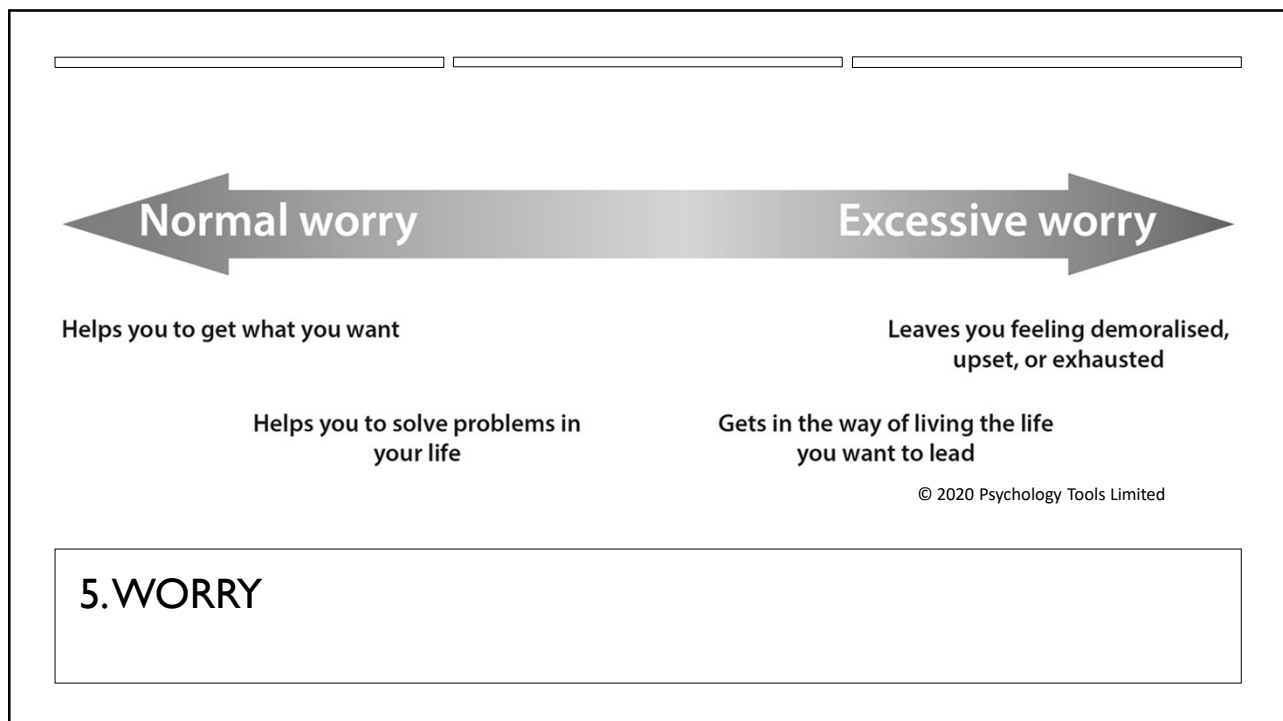 Normal worry
Excessive worry
Helps you to get what you want
Leaves you feeling demoralised,
upset, or exhausted
Helps you to solve problems in
your life
Gets in the way of living the life
you want to lead
© 2020 Psychology Tools Limited
5. WORRY